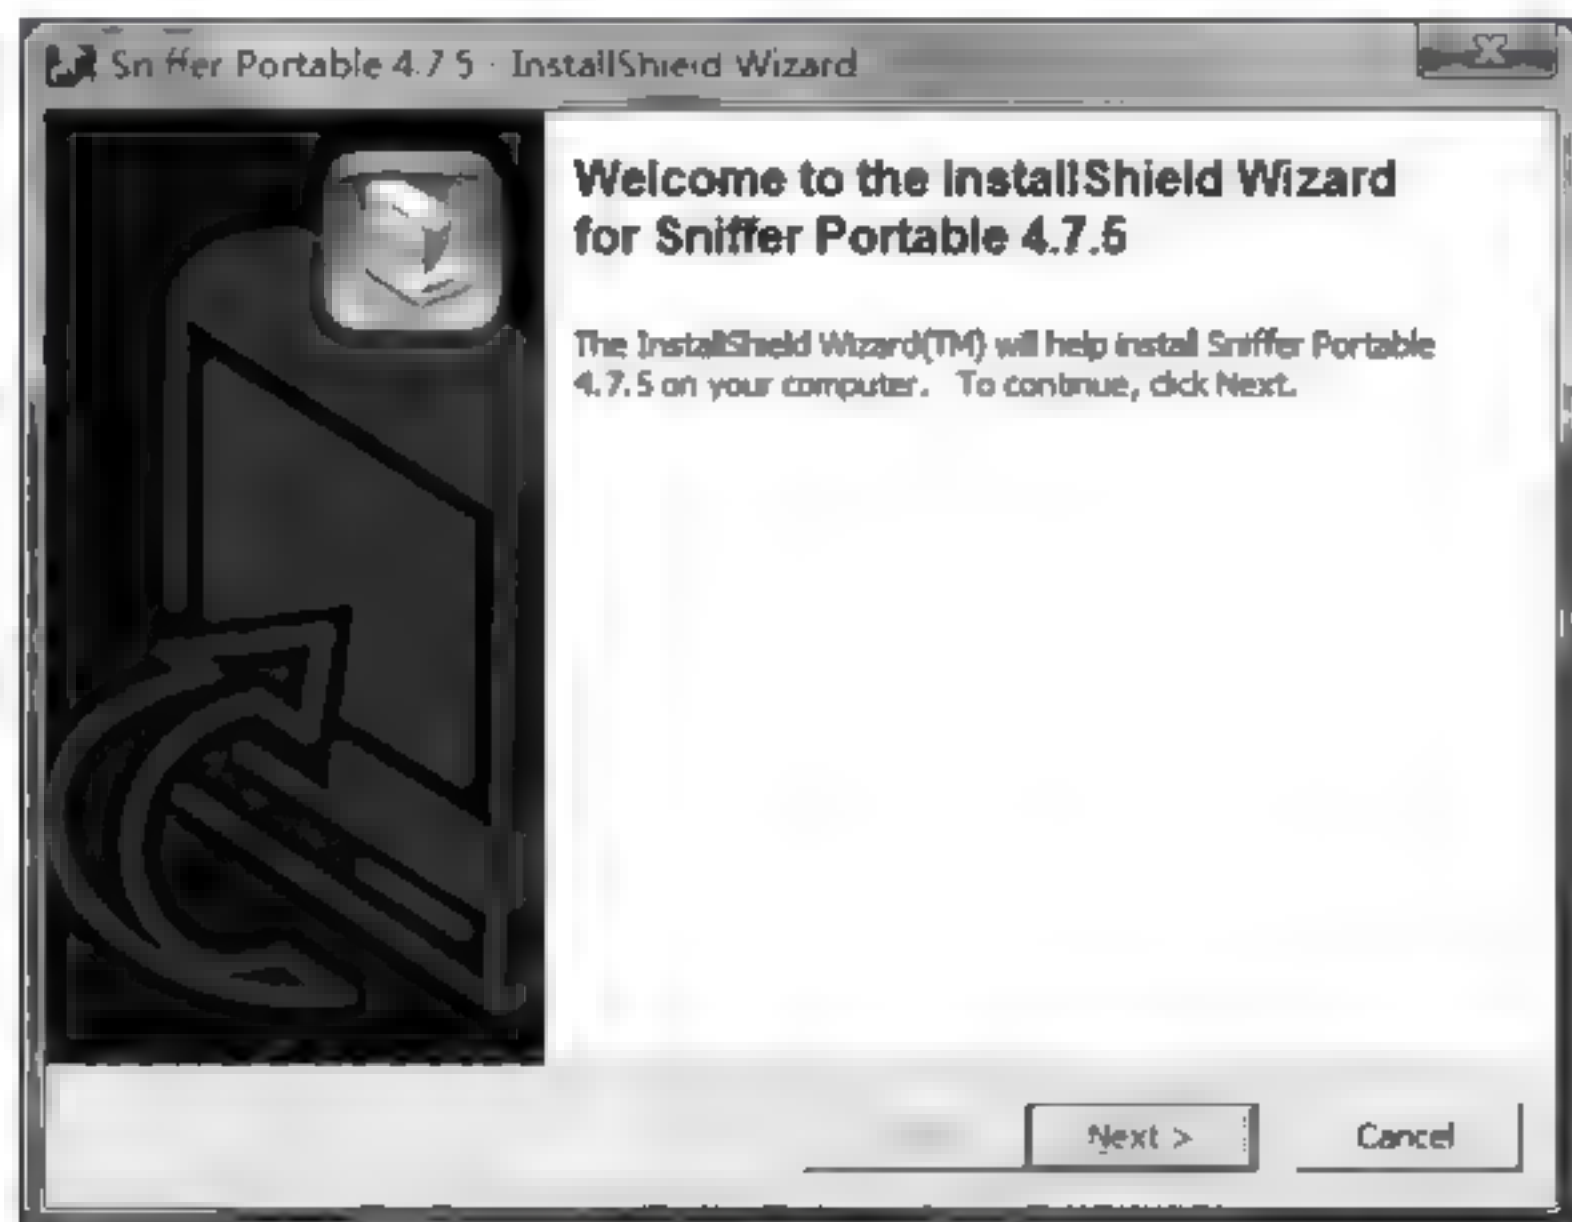 Sniffer Portable 4.7.5 - InstallShield Wizard
Welcome to the InstallShield Wizard
for Sniffer Portable 4.7.5
The InstallShield Wizard(TM) will help install Sniffer Portable
4.7.5 on your computer. To continue, click Next.
Next >
Cancel